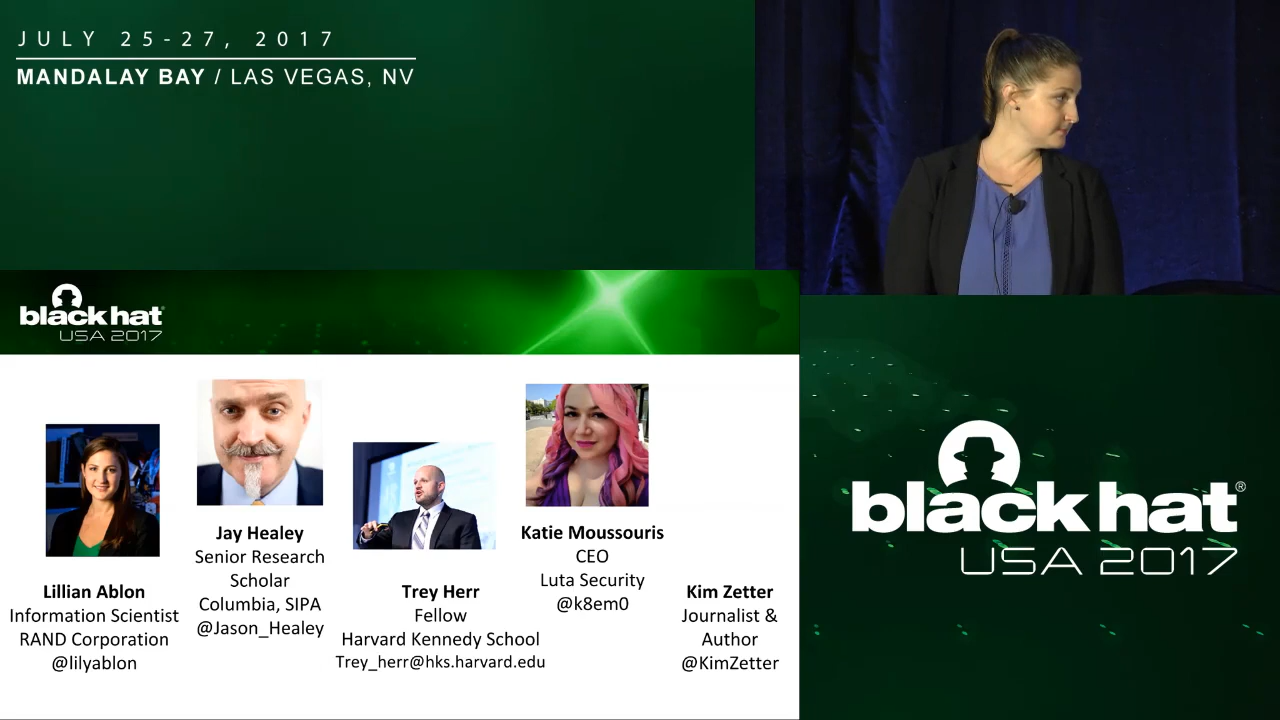 JULY 25-27, 2017
MANDALAY BAY / LAS VEGAS, NV
black hat
USA 2017
Lillian Ablon
Information Scientist
RAND Corporation
@lilyablon
Jay Healey
Senior Research
Scholar
Columbia, SIPA
@Jason_Healey
Trey Herr
Fellow
Harvard Kennedy School
Trey_herr@hks.harvard.edu
Katie Moussouris
CEO
Luta Security
@k8em0
Kim Zetter
Journalist &
Author
@KimZetter
black hat®
USA 2017